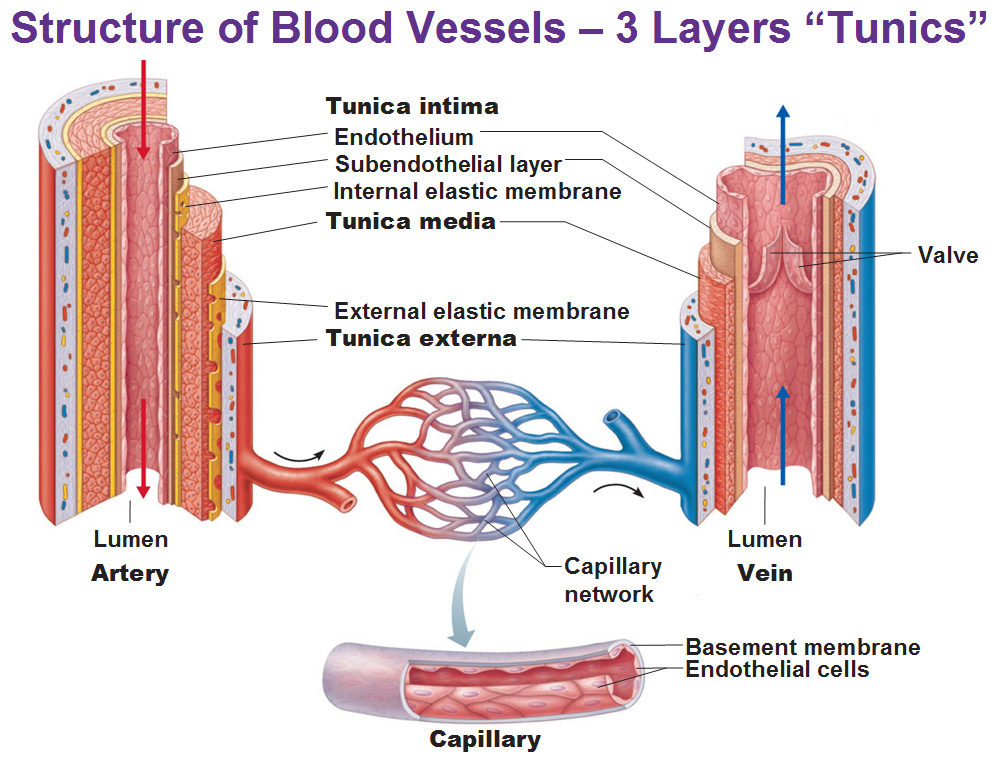 Structure of Blood Vessels – 3 Layers “Tunics”
Tunica intima
Endothelium
Subendothelial layer
Internal elastic membrane
Tunica media
Valve
External elastic membrane
Tunica externa
Lumen
Artery
Lumen
Vein
Capillary
network
Basement membrane
Endothelial cells
Capillary